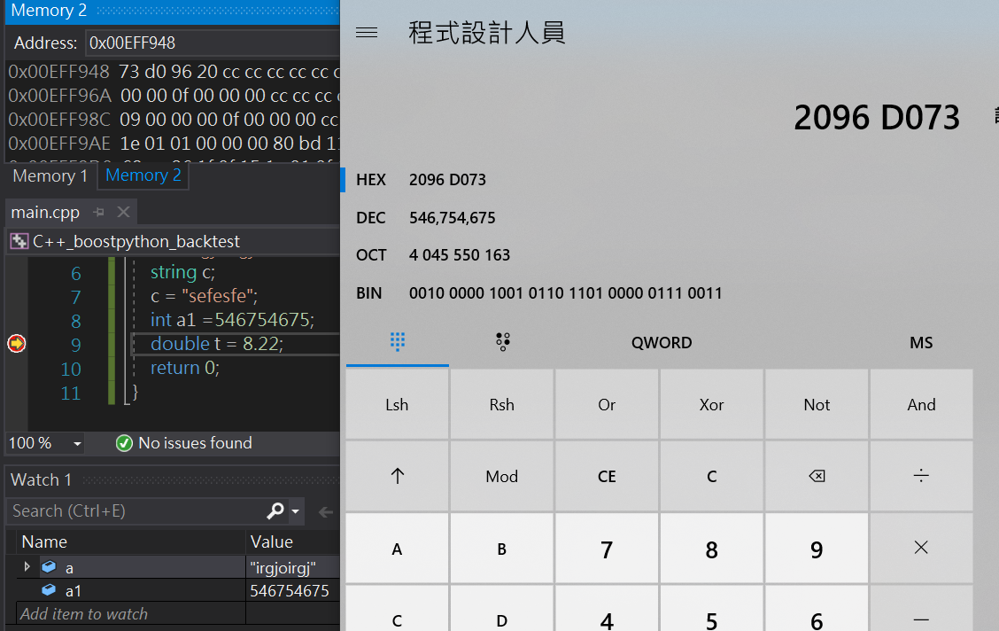 Memory 2
Address: 0x00EFF948
0x00EFF948 73 d0 96 20 cc cc cc cc cc
0x00EFF96A 00 00 0f 00 00 00 cc cc cc
0x00EFF98C 09 00 00 00 0f 00 00 00 cc
0x00EFF9AE 1e 01 01 00 00 00 80 bd
Memory 1 Memory 2
main.cpp
C++_boostpython_backtest
6 string c;
7 c = "sefesfe";
8 int a1 =546754675;
9 double t = 8.22;
10 return 0;
11 }
100 % No issues found
Watch 1
Search (Ctrl+E)
Name Value
a "irgjoirgj"
a1 546754675
Add item to watch
程式設計人員
2096 D073
HEX 2096 D073
DEC 546,754,675
OCT 4 045 550 163
BIN 0010 0000 1001 0110 1101 0000 0111 0011
QWORD MS
Lsh Rsh Or Xor Not And
↑ Mod CE C ⌫ ÷
A B 7 8 9 ×
C D 4 5 6 −